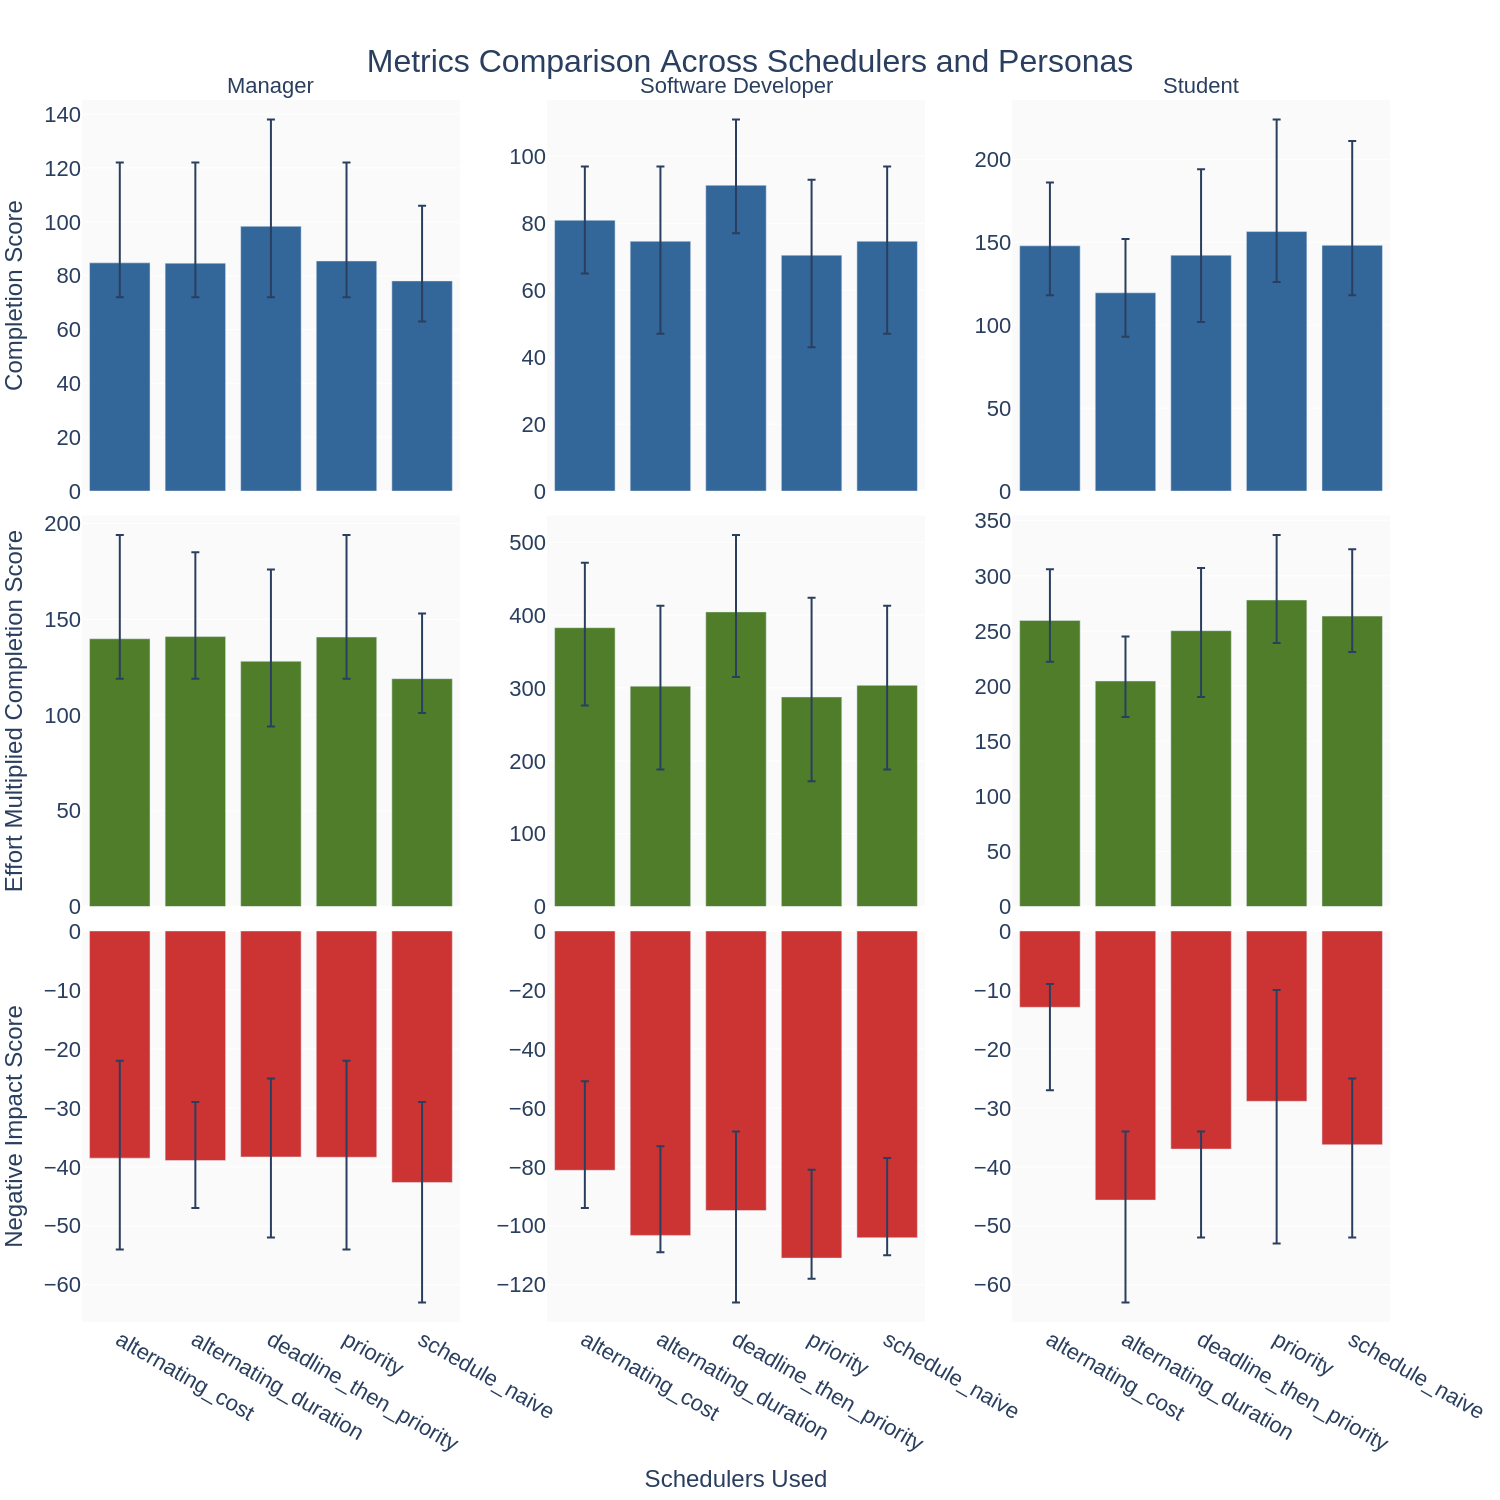 Metrics Comparison Across Schedulers and Personas
Manager
Software Developer
Student
Completion Score
140
120
100
80
60
40
20
0
100
80
60
40
20
0
200
150
100
50
0
Effort Multiplied Completion Score
200
150
100
50
0
500
400
300
200
100
0
350
300
250
200
150
100
50
0
Negative Impact Score
0
−10
−20
−30
−40
−50
−60
0
−20
−40
−60
−80
−100
−120
0
−10
−20
−30
−40
−50
−60
alternating_cost
alternating_duration
deadline_then_priority
priority
schedule_naive
alternating_cost
alternating_duration
deadline_then_priority
priority
schedule_naive
alternating_cost
alternating_duration
deadline_then_priority
priority
schedule_naive
Schedulers Used